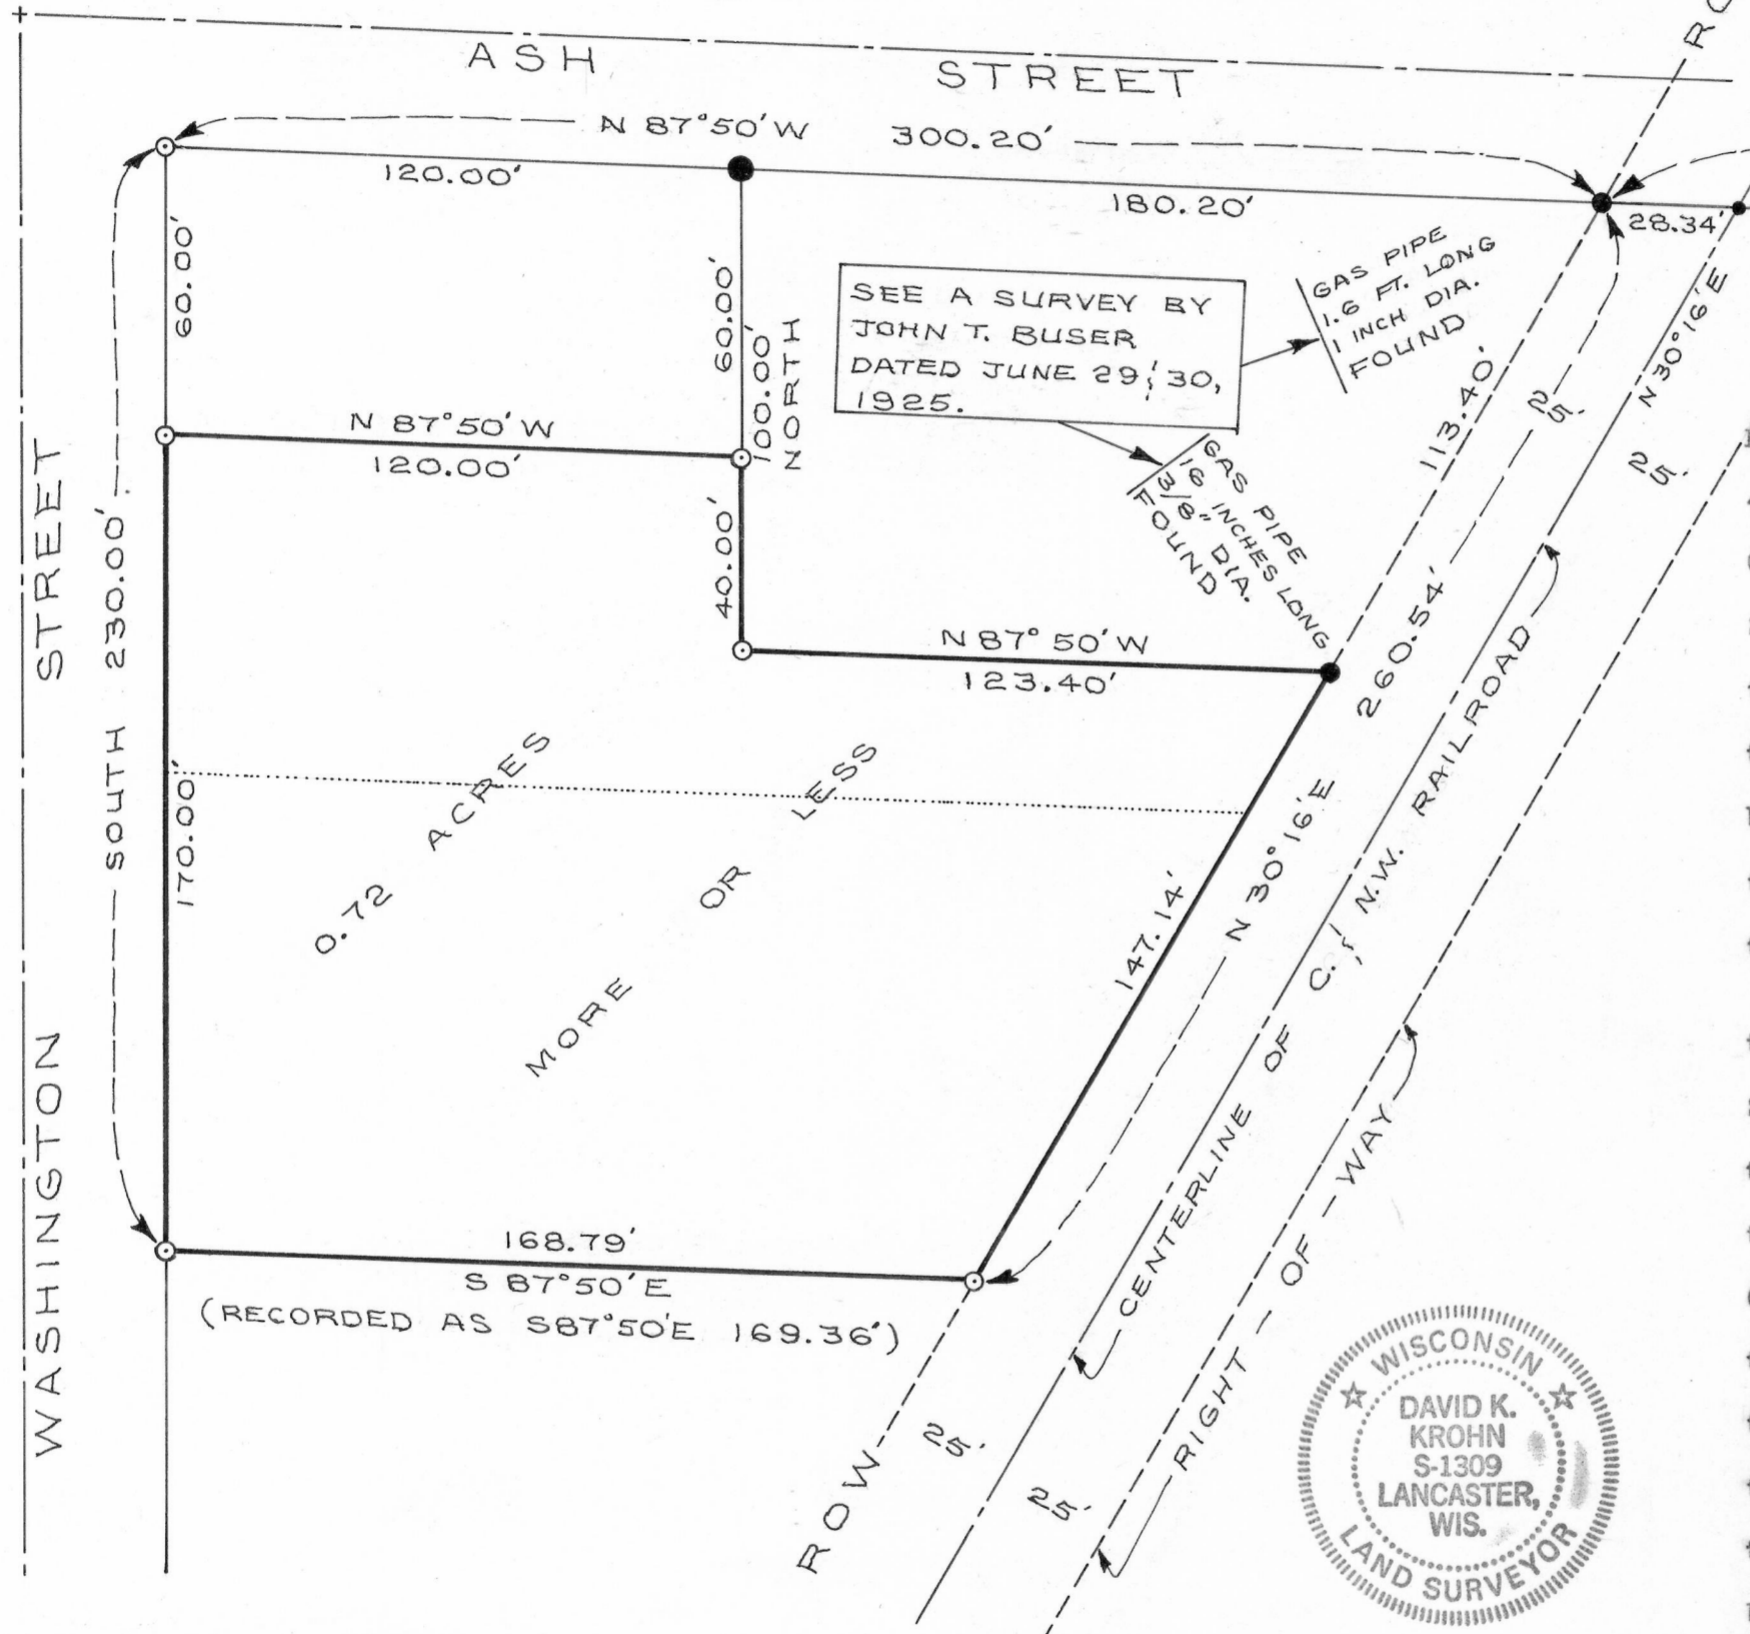 ASH STREET
N 87°50'W 300.20'
120.00'
180.20'
28.34'
60.00'
60.00'
100.00'
NORTH
SEE A SURVEY BY
JOHN T. BUSER
DATED JUNE 29, & 30,
1925.
GAS PIPE
1.6 FT. LONG
1 INCH DIA.
FOUND
N 30°16'E
113.40'
25'
25'
N 87°50'W
120.00'
40.00'
GAS PIPE
16 INCHES LONG
3/8" DIA.
FOUND
N 87° 50'W
123.40'
SOUTH 230.00'
170.00'
WASHINGTON STREET
0.72 ACRES
MORE OR LESS
147.14'
N 30°16'E 260.54'
CENTERLINE OF C. & N.W. RAILROAD
RIGHT OF WAY
168.79'
S 87°50'E
(RECORDED AS S87°50'E 169.36')
ROW
25'
25'
WISCONSIN
DAVID K.
KROHN
S-1309
LANCASTER,
WIS.
LAND SURVEYOR